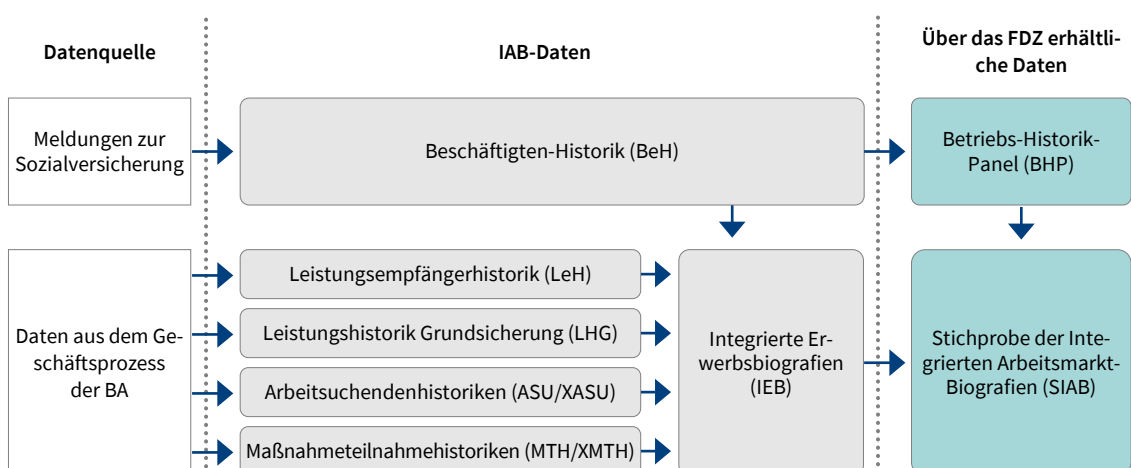 Datenquelle
IAB-Daten
Über das FDZ erhältli-
che Daten
Meldungen zur
Sozialversicherung
Beschäftigten-Historik (BeH)
Betriebs-Historik-
Panel (BHP)
Daten aus dem Ge-
schäftsprozess
der BA
Leistungsempfängerhistorik (LeH)
Leistungshistorik Grundsicherung (LHG)
Arbeitsuchendenhistoriken (ASU/XASU)
Maßnahmeteilnahmehistoriken (MTH/XMTH)
Integrierte Er-
werbsbiografien
(IEB)
Stichprobe der Inte-
grierten Arbeitsmarkt-
Biografien (SIAB)